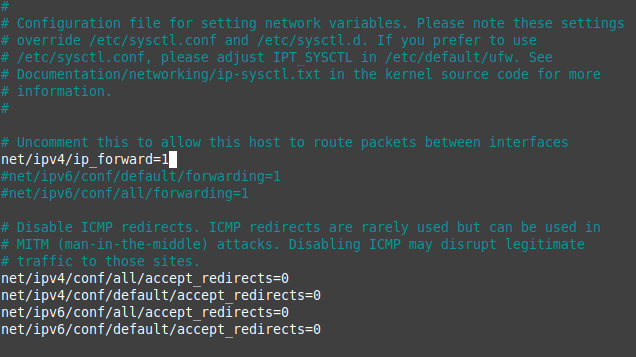 #
# Configuration file for setting network variables. Please note these settings
# override /etc/sysctl.conf and /etc/sysctl.d. If you prefer to use
# /etc/sysctl.conf, please adjust IPT_SYSCTL in /etc/default/ufw. See
# Documentation/networking/ip-sysctl.txt in the kernel source code for more
# information.
#
# Uncomment this to allow this host to route packets between interfaces
net/ipv4/ip_forward=1
#net/ipv6/conf/default/forwarding=1
#net/ipv6/conf/all/forwarding=1
# Disable ICMP redirects. ICMP redirects are rarely used but can be used in
# MITM (man-in-the-middle) attacks. Disabling ICMP may disrupt legitimate
# traffic to those sites.
net/ipv4/conf/all/accept_redirects=0
net/ipv4/conf/default/accept_redirects=0
net/ipv6/conf/all/accept_redirects=0
net/ipv6/conf/default/accept_redirects=0